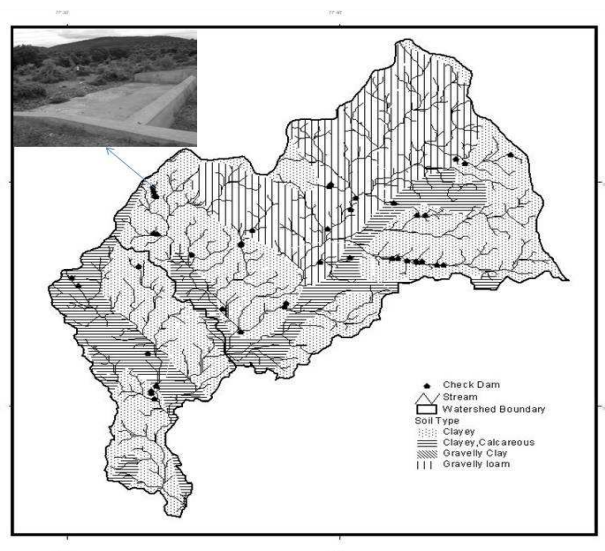 Check Dam
Stream
Watershed Boundary
Soil Type
Clayey
Clayey,Calcareous
Gravelly Clay
Gravelly loam